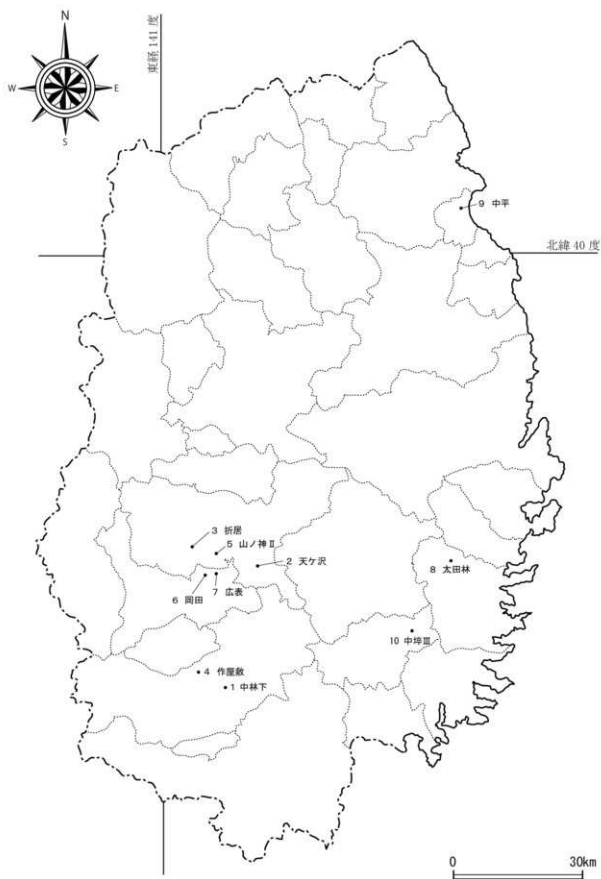 N
W
E
S
東経 141 度
9 中平
北緯 40 度
3 折居
5 山ノ神Ⅱ
2 天ケ沢
7 広表
6 岡田
8 太田林
10 中埣Ⅲ
4 作屋敷
1 中林下
0
30km